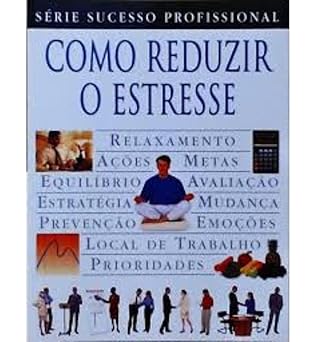 SÉRIE SUCESSO PROFISSIONAL
COMO REDUZIR
O ESTRESSE
RELAXAMENTO
AÇÕES METAS
EQUILÍBRIO AVALIAÇÃO
ESTRATÉGIA MUDANÇA
PREVENÇÃO EMOÇÕES
LOCAL DE TRABALHO
PRIORIDADES